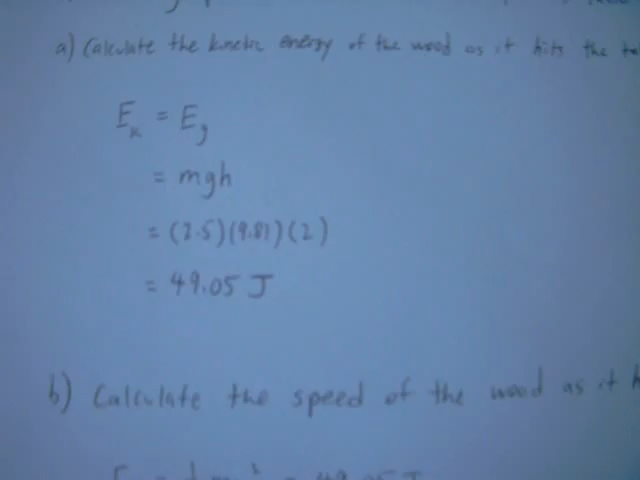 a) Calculate the kinetic energy of the wood as it hits the
Ek = Eg
= mgh
= (2.5)(9.81)(2)
= 49.05 J
b) Calculate the speed of the wood as it